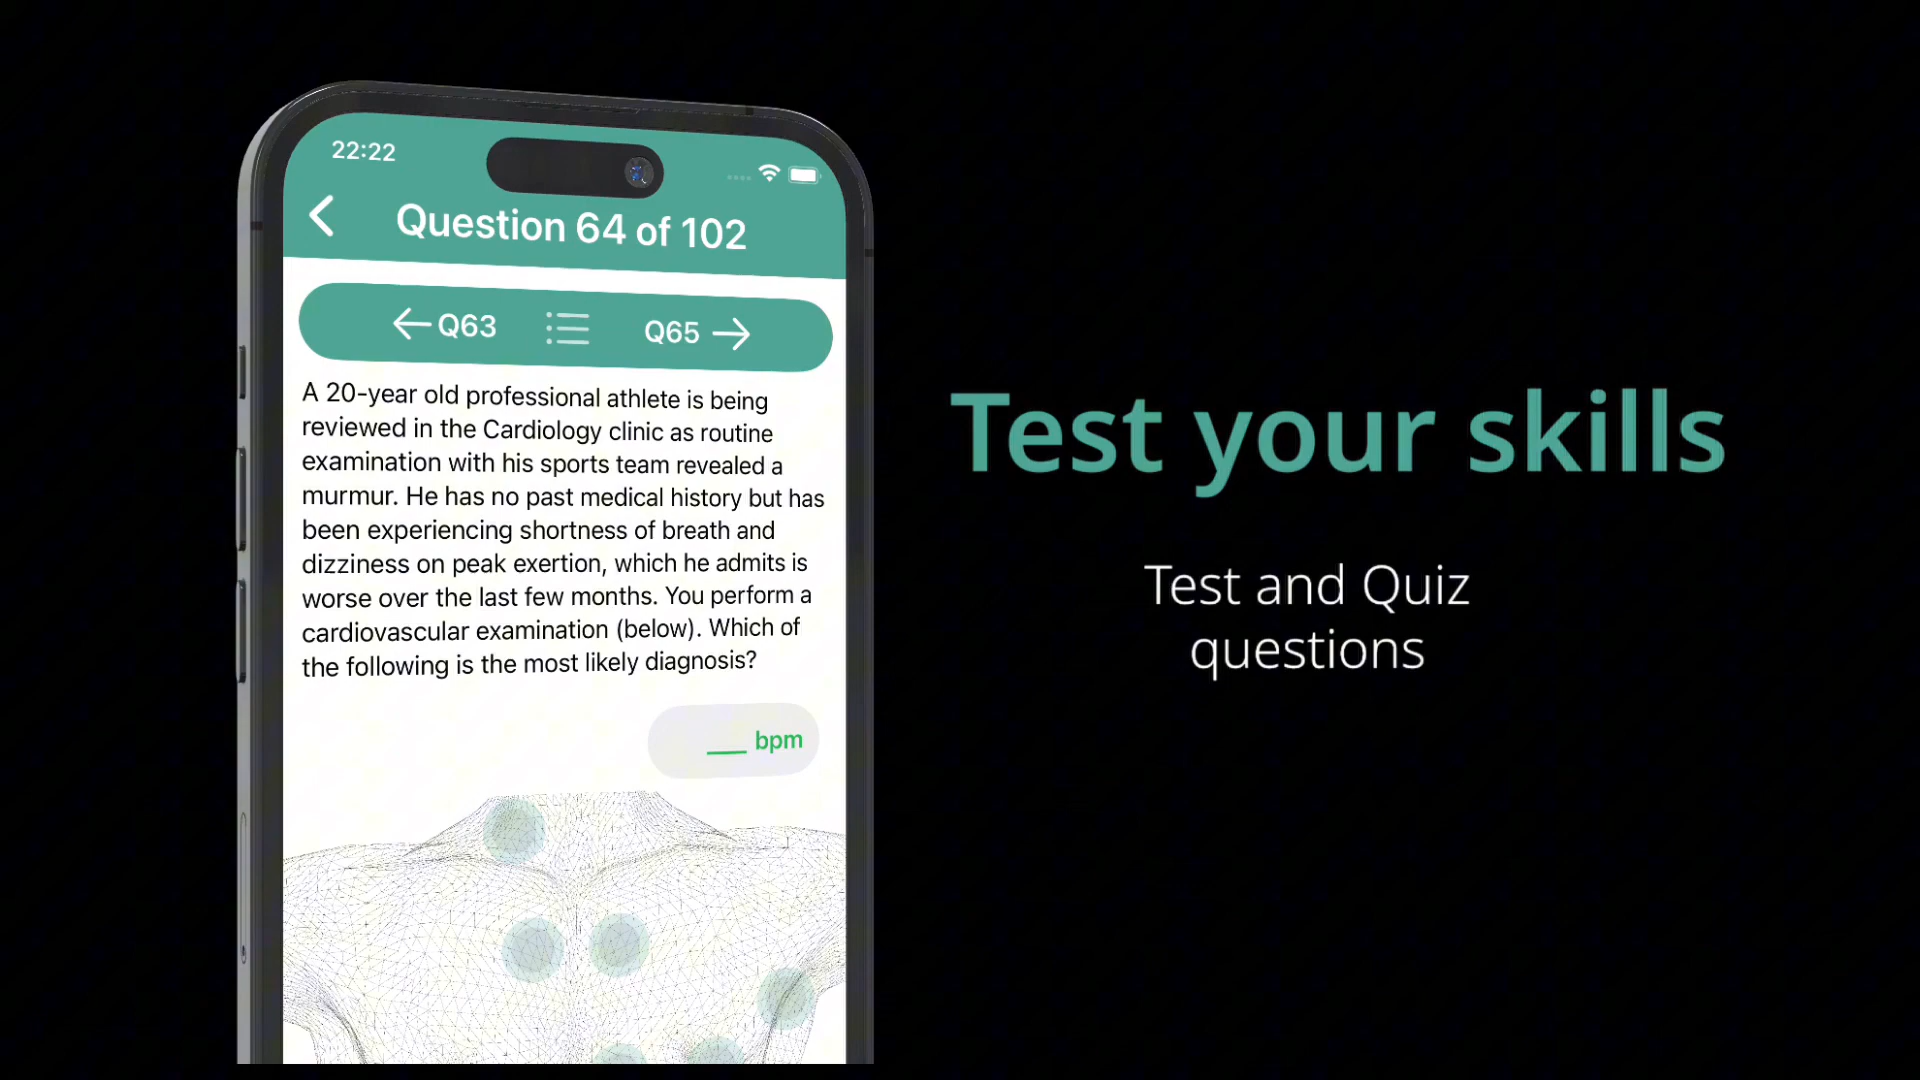 22:22
Question 64 of 102
Q63
Q65
A 20-year old professional athlete is being
reviewed in the Cardiology clinic as routine
examination with his sports team revealed a
murmur. He has no past medical history but has
been experiencing shortness of breath and
dizziness on peak exertion, which he admits is
worse over the last few months. You perform a
cardiovascular examination (below). Which of
the following is the most likely diagnosis?
___ bpm
Test your skills
Test and Quiz
questions